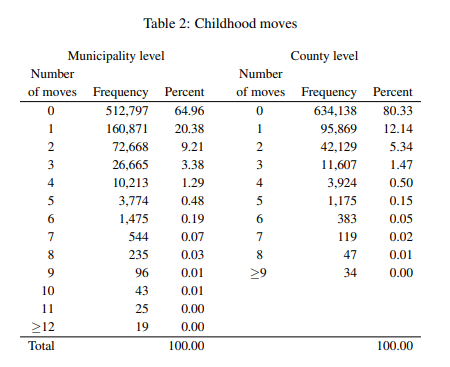 Table 2: Childhood moves
Municipality level County level
Number Number
of moves Frequency Percent of moves Frequency Percent
0 512,797 64.96 0 634,138 80.33
1 160,871 20.38 1 95,869 12.14
2 72,668 9.21 2 42,129 5.34
3 26,665 3.38 3 11,607 1.47
4 10,213 1.29 4 3,924 0.50
5 3,774 0.48 5 1,175 0.15
6 1,475 0.19 6 383 0.05
7 544 0.07 7 119 0.02
8 235 0.03 8 47 0.01
9 96 0.01 ≥9 34 0.00
10 43 0.01
11 25 0.00
≥12 19 0.00
Total 100.00 100.00